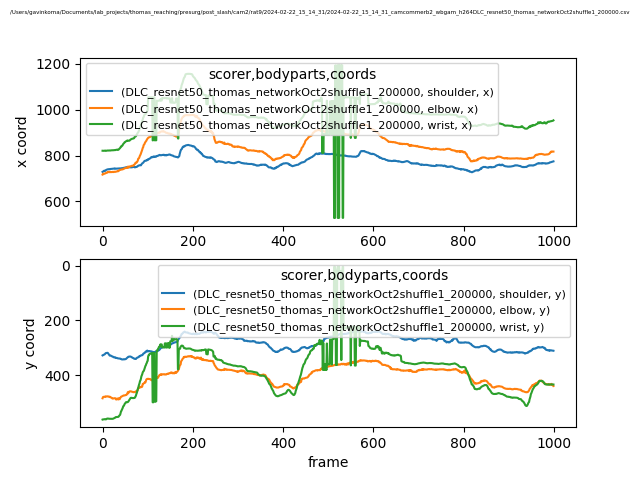 /Users/gavinkoma/Documents/lab_projects/thomas_reaching/presurg/post_slash/cam2/rat9/2024-02-22_15_14_31/2024-02-22_15_14_31_camcommerb2_wbgam_h264DLC_resnet50_thomas_networkOct2shuffle1_200000.csv
1200
1000
800
600
x coord
scorer,bodyparts,coords
(DLC_resnet50_thomas_networkOct2shuffle1_200000, shoulder, x)
(DLC_resnet50_thomas_networkOct2shuffle1_200000, elbow, x)
(DLC_resnet50_thomas_networkOct2shuffle1_200000, wrist, x)
0 200 400 600 800 1000
0
200
400
y coord
scorer,bodyparts,coords
(DLC_resnet50_thomas_networkOct2shuffle1_200000, shoulder, y)
(DLC_resnet50_thomas_networkOct2shuffle1_200000, elbow, y)
(DLC_resnet50_thomas_networkOct2shuffle1_200000, wrist, y)
0 200 400 600 800 1000
frame